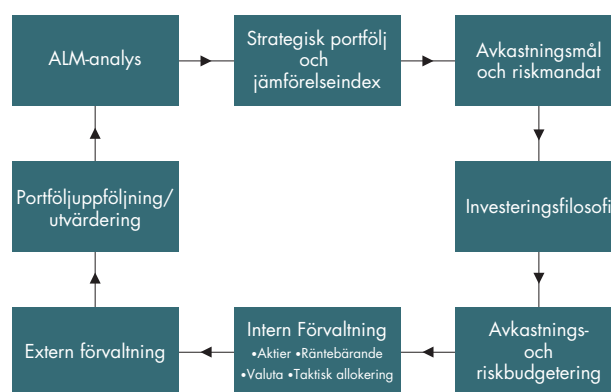 ALM-analys
Strategisk portfölj
och
jämförelseindex
Avkastningsmål
och riskmandat
Portföljuppföljning/
utvärdering
Investeringsfilosofi
Extern förvaltning
Intern Förvaltning
•Aktier •Räntebärande
•Valuta •Taktisk allokering
Avkastnings-
och
riskbudgetering